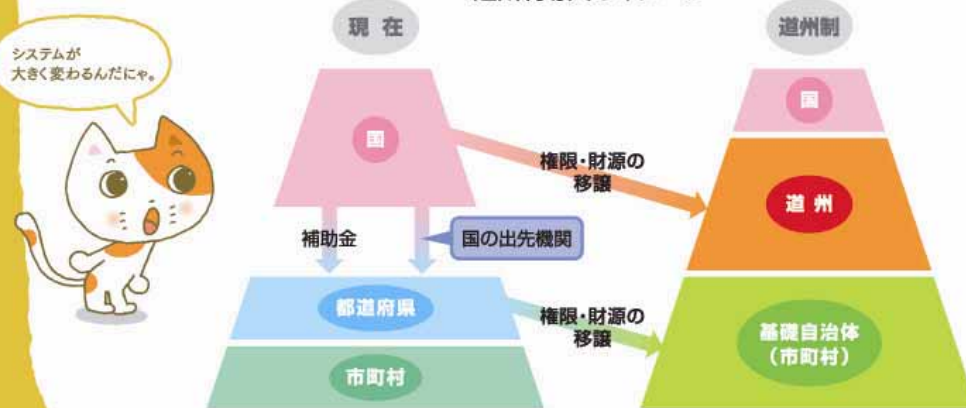 現 在
道州制
システムが
大きく変わるんだにゃ。
国
国
権限・財源の
移譲
道 州
補助金
国の出先機関
都道府県
権限・財源の
移譲
基礎自治体
（市町村）
市町村